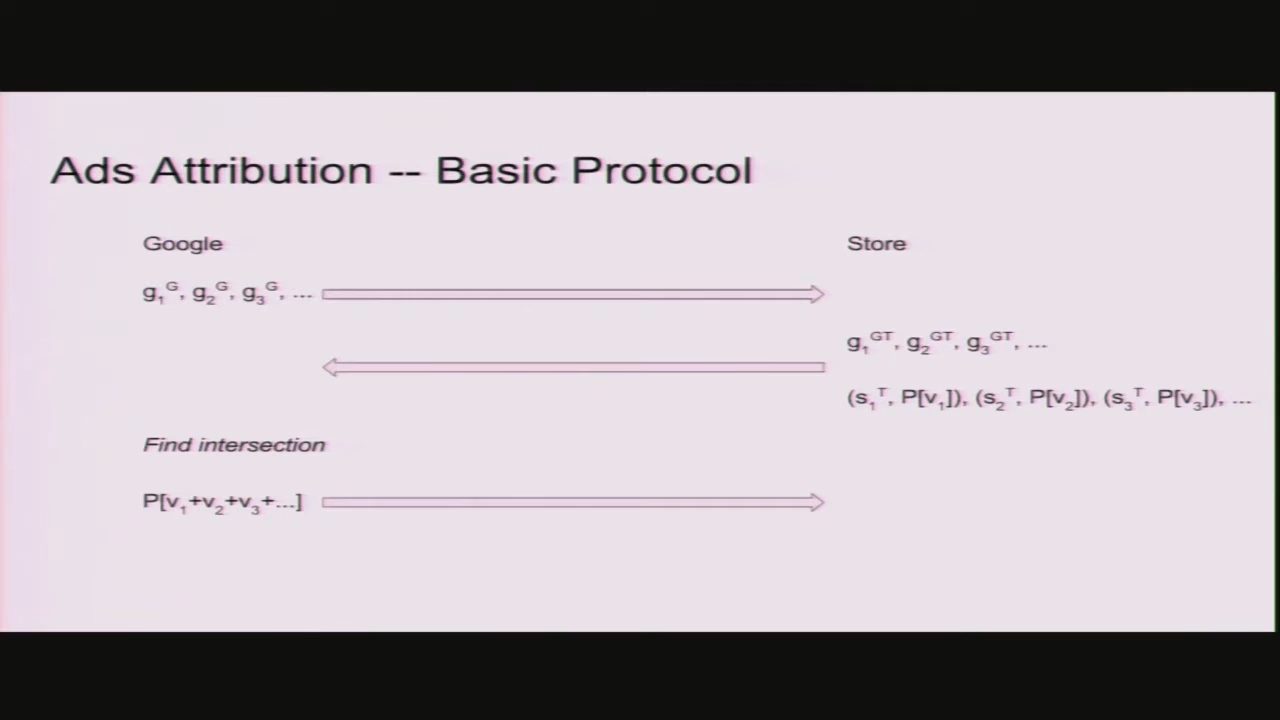 Ads Attribution -- Basic Protocol
Google
Store
g₁ᴳ, g₂ᴳ, g₃ᴳ, ...
g₁ᴳᵀ, g₂ᴳᵀ, g₃ᴳᵀ, ...
(s₁ᵀ, P[v₁]), (s₂ᵀ, P[v₂]), (s₃ᵀ, P[v₃]), ...
Find intersection
P[v₁+v₂+v₃+...]